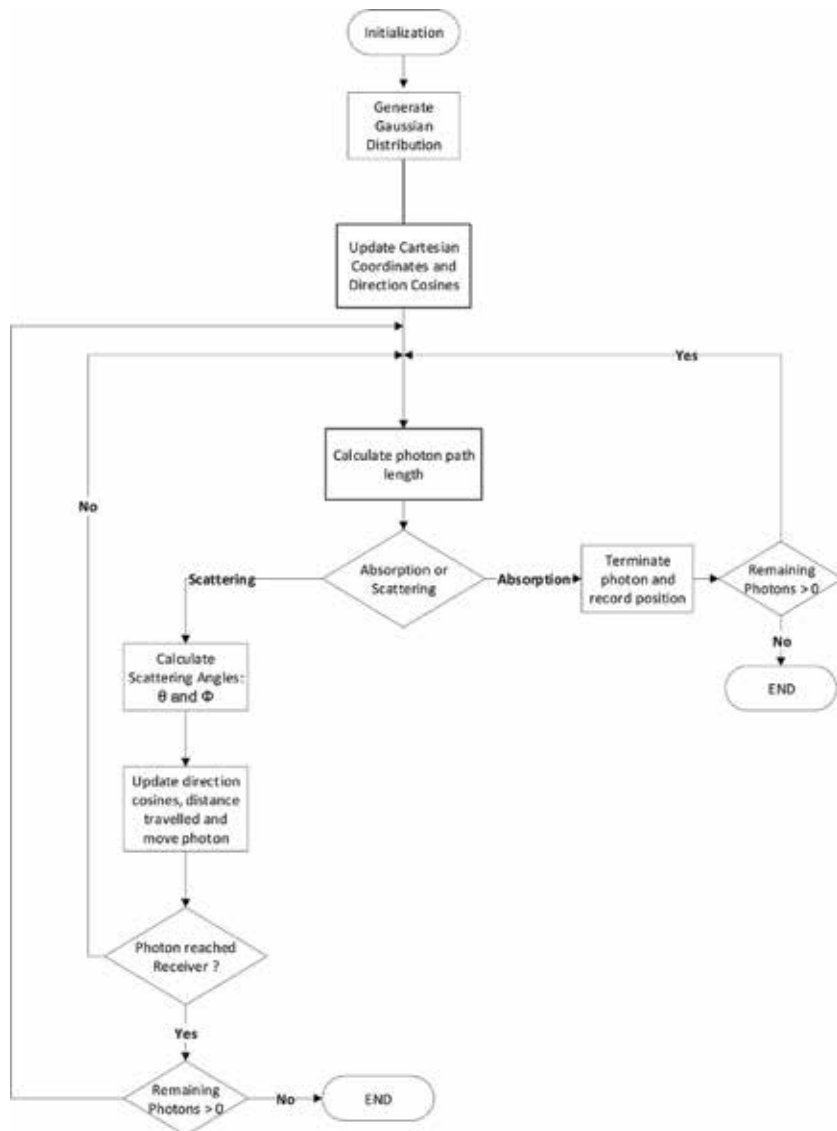 Initialization
Generate
Gaussian
Distribution
Update Cartesian
Coordinates and
Direction Cosines
Yes
Calculate photon path
length
No
Scattering
Absorption or
Scattering
Absorption
Terminate
photon and
record position
Remaining
Photons > 0
No
END
Calculate
Scattering Angles:
θ and Φ
Update direction
cosines, distance
travelled and
move photon
Photon reached
Receiver ?
Yes
Remaining
Photons > 0
No
END